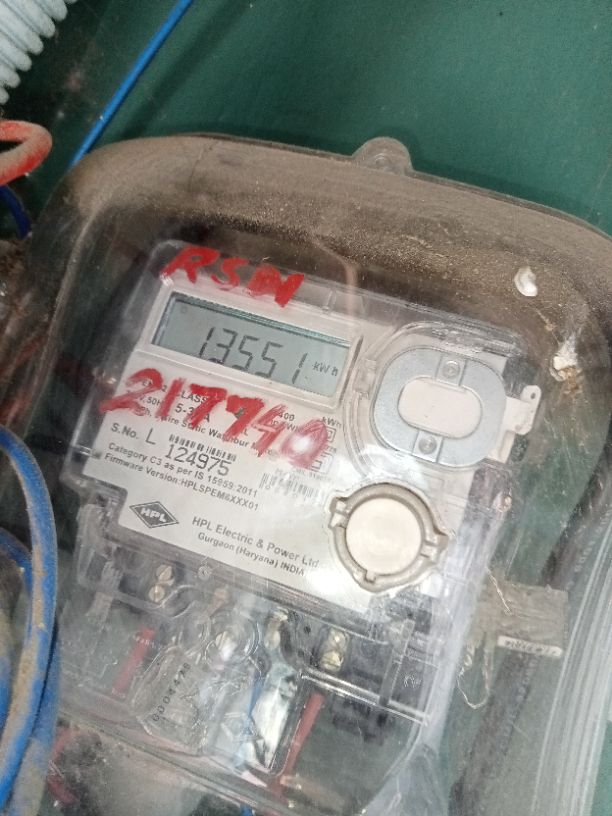 RSM
13551 kWh
CLASS
217740
S.No. L 124975
Category C3 as per IS 15959:2011
Firmware Version:HPLSPEM6XXX01
HPL
HPL Electric & Power Ltd
Gurgaon (Haryana) INDIA